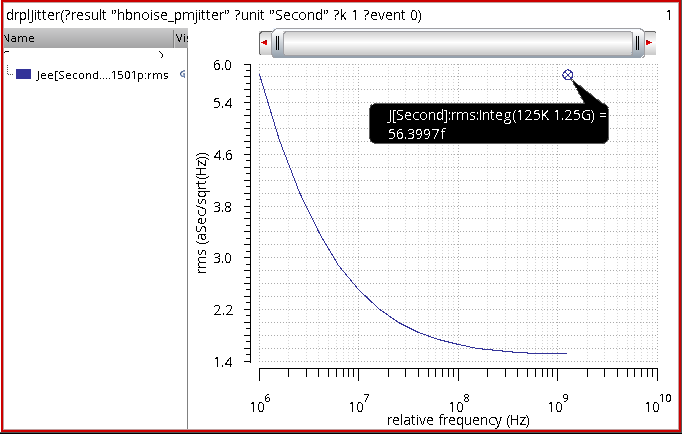 drplJitter(?result "hbnoise_pmjitter" ?unit "Second" ?k 1 ?event 0) 1
Name Vis
Jee[Second....1501p:rms
6.0
5.4
4.6
3.8
3.0
2.2
1.4
rms (aSec/sqrt(Hz))
J[Second]:rms:Integ(125K 1.25G) =
56.3997f
10^6 10^7 10^8 10^9 10^10
relative frequency (Hz)